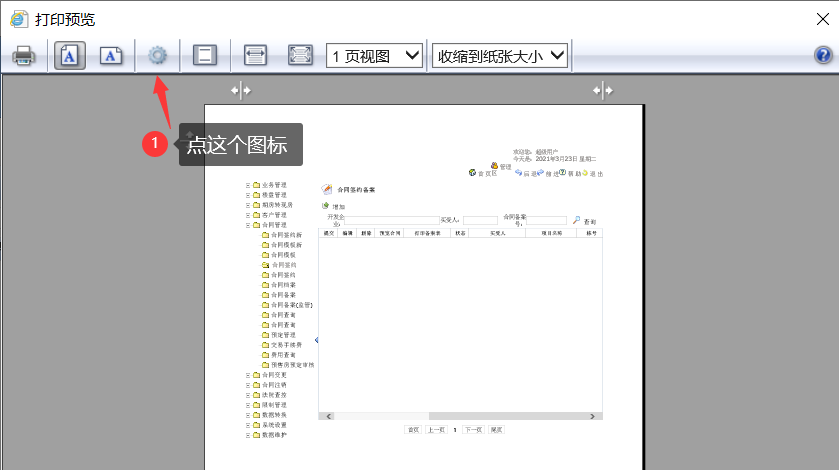 打印预览
A A 1 页视图 收缩到纸张大小 ?
1 点这个图标
欢迎您：超级用户
今天是：2021年3月23日 星期二
首页区 管理 后退 前进 帮助 退出
业务管理
楼盘管理
期房转现房
客户管理
合同管理
合同签约新
合同模板新
合同模板
合同签约
合同签约
合同档案
合同备案
合同备案(监管)
合同查询
合同查询
预定管理
交易手续费
费用查询
预售房预定审核
合同变更
合同注销
法院查控
限制管理
数据转换
系统设置
数据维护
合同签约备案
增加
开发企业： 买受人： 合同备案号： 查询
提交 编辑 删除 预览合同 打印备案表 状态 买受人 项目名称 栋号
首页 上一页 1 下一页 尾页